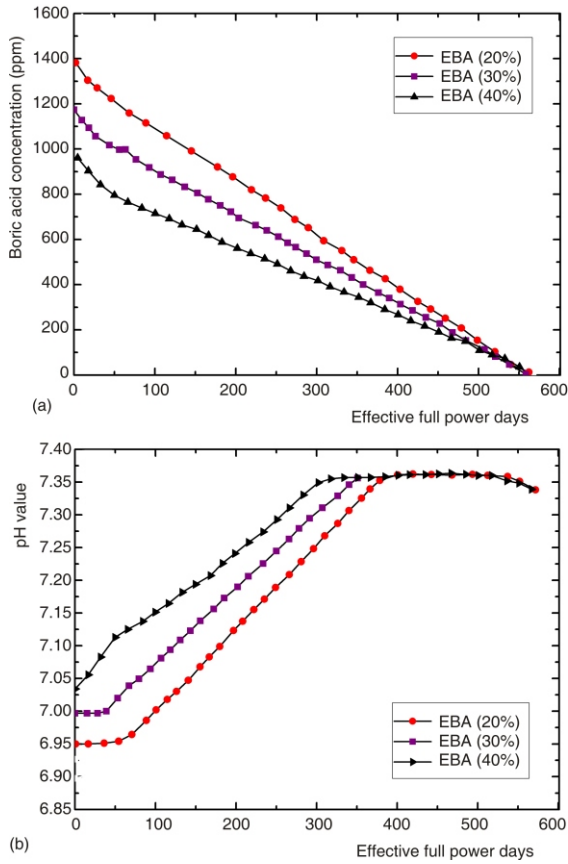 1600
1400
1200
1000
800
600
400
200
0
Boric acid concentration (ppm)
EBA (20%)
EBA (30%)
EBA (40%)
0 100 200 300 400 500 600
(a)
Effective full power days
7.40
7.35
7.30
7.25
7.20
7.15
7.10
7.05
7.00
6.95
6.90
6.85
pH value
EBA (20%)
EBA (30%)
EBA (40%)
0 100 200 300 400 500 600
(b)
Effective full power days